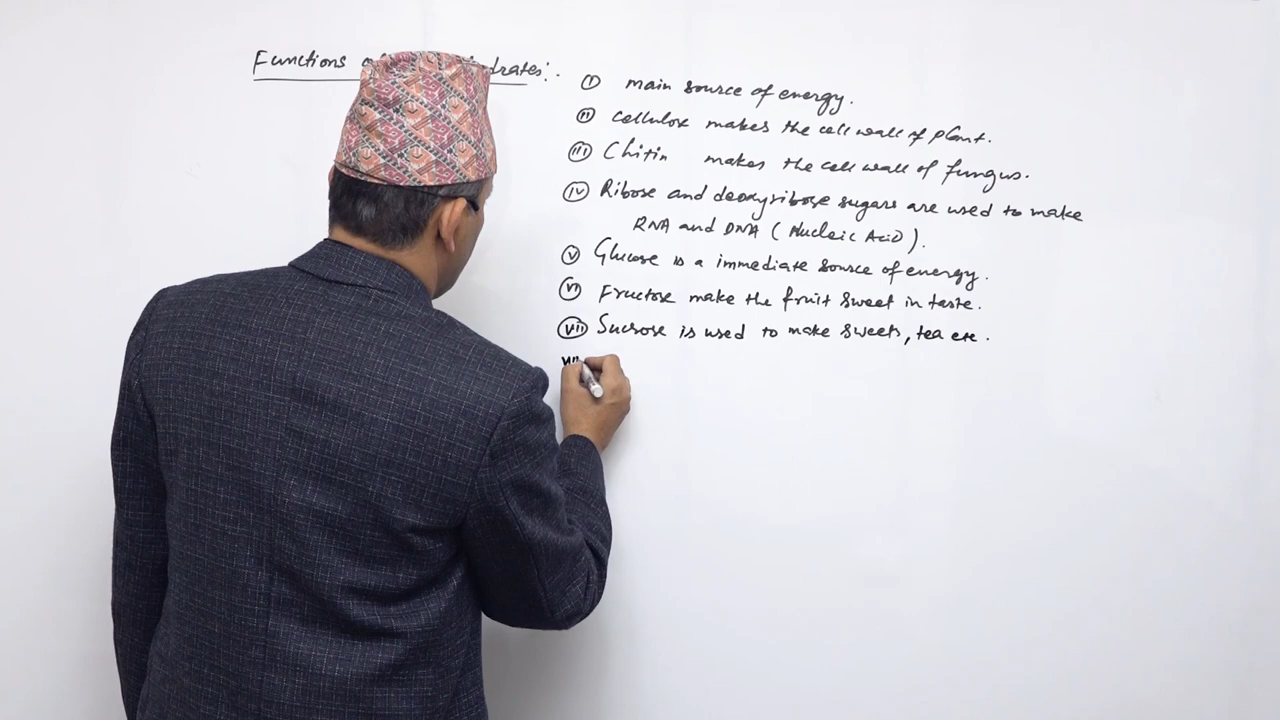 Functions drates:-
(i) main source of energy.
(ii) cellulose makes the cell wall of plant.
(iii) Chitin makes the cell wall of fungus.
(iv) Ribose and deoxyribose sugars are used to make
RNA and DNA (Nucleic Acid).
(v) Glucose is a immediate source of energy.
(vi) Fructose make the fruit sweet in taste.
(vii) Sucrose is used to make sweets, tea etc.